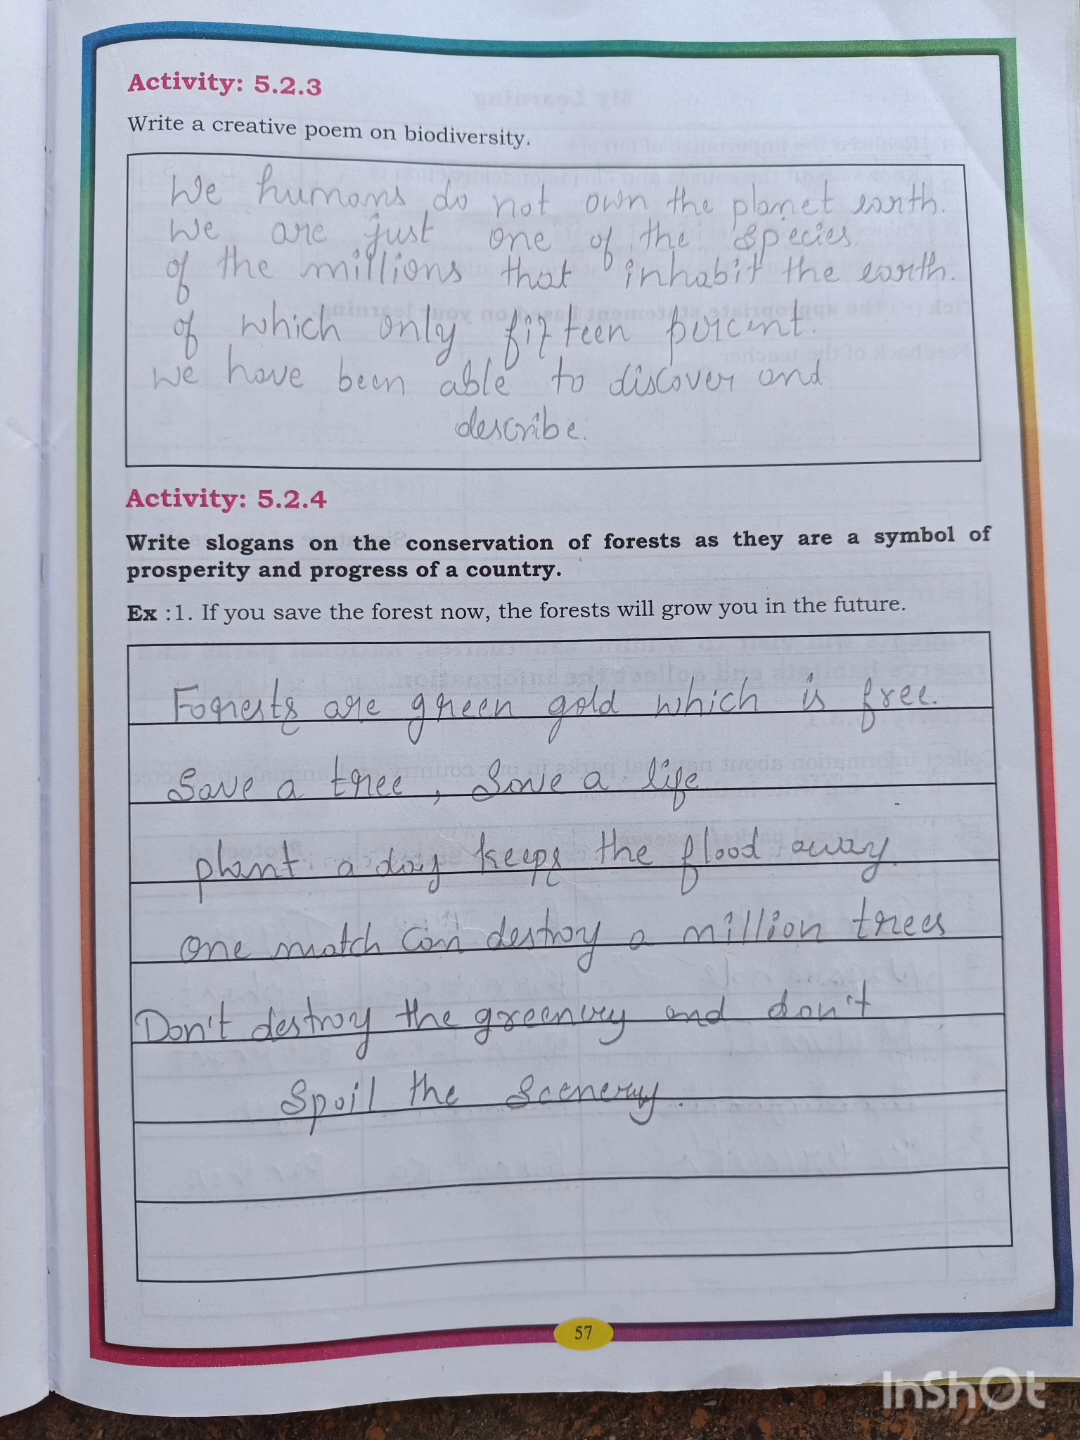 Activity: 5.2.3
Write a creative poem on biodiversity.
We humans do not own the planet earth.
We are just one of the species.
of the millions that inhabit the earth.
of which only fifteen percent.
we have been able to discover and
describe.
Activity: 5.2.4
Write slogans on the conservation of forests as they are a symbol of
prosperity and progress of a country.
Ex :1. If you save the forest now, the forests will grow you in the future.
Forests are green gold which is free.
Save a tree, Save a life
plant a day keeps the flood away.
one match can destroy a million trees
Don't destroy the greenery and don't
Spoil the Scenery.
57
InShOt